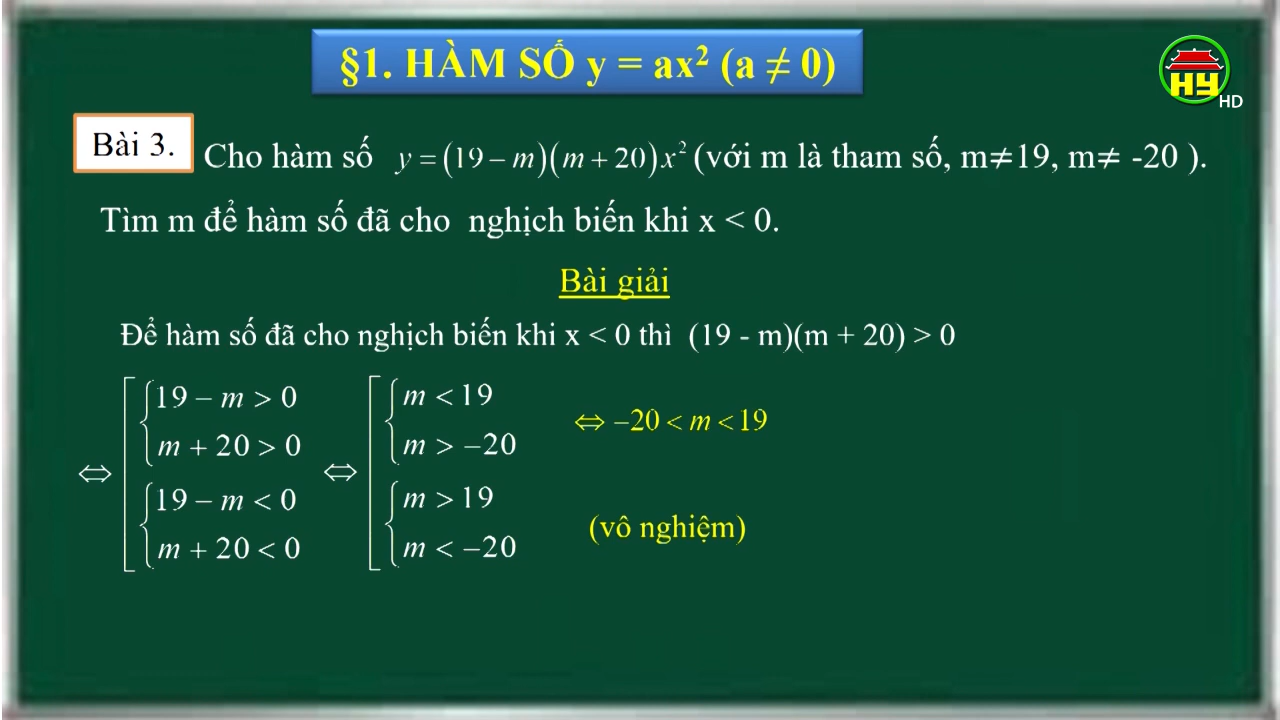 §1. HÀM SỐ y = ax² (a ≠ 0)
HY HD
Bài 3. Cho hàm số y = (19 – m)(m + 20)x² (với m là tham số, m≠19, m≠ -20 ).
Tìm m để hàm số đã cho nghịch biến khi x < 0.
Bài giải
Để hàm số đã cho nghịch biến khi x < 0 thì (19 - m)(m + 20) > 0
19 – m > 0 m < 19
⇔ –20 < m < 19
m + 20 > 0 m > –20
⇔ ⇔
19 – m < 0 m > 19
(vô nghiệm)
m + 20 < 0 m < –20